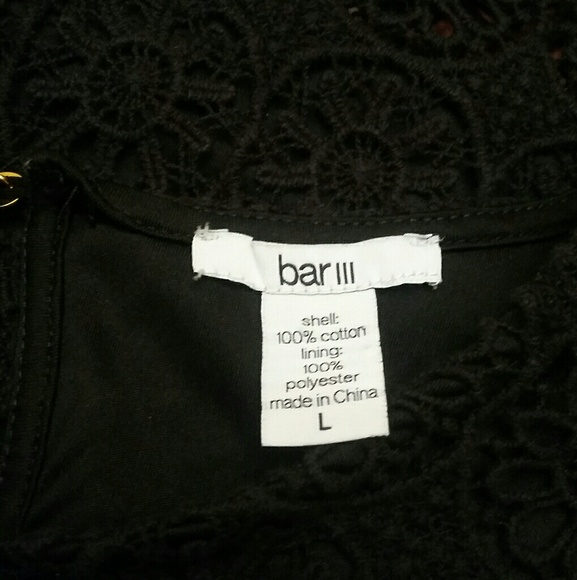 bar III
shell:
100% cotton
lining:
100%
polyester
made in China
L